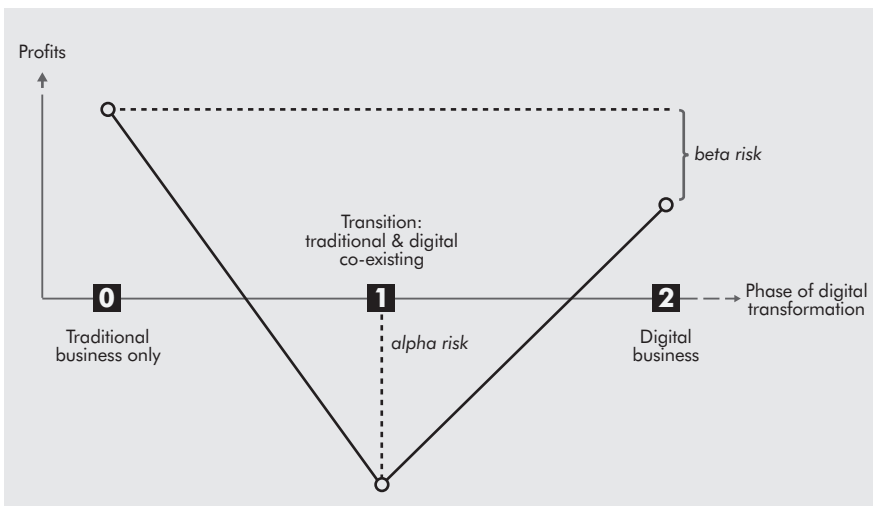 Profits
beta risk
Transition:
traditional & digital
co-existing
0
1
2
Phase of digital
transformation
Traditional
business only
alpha risk
Digital
business